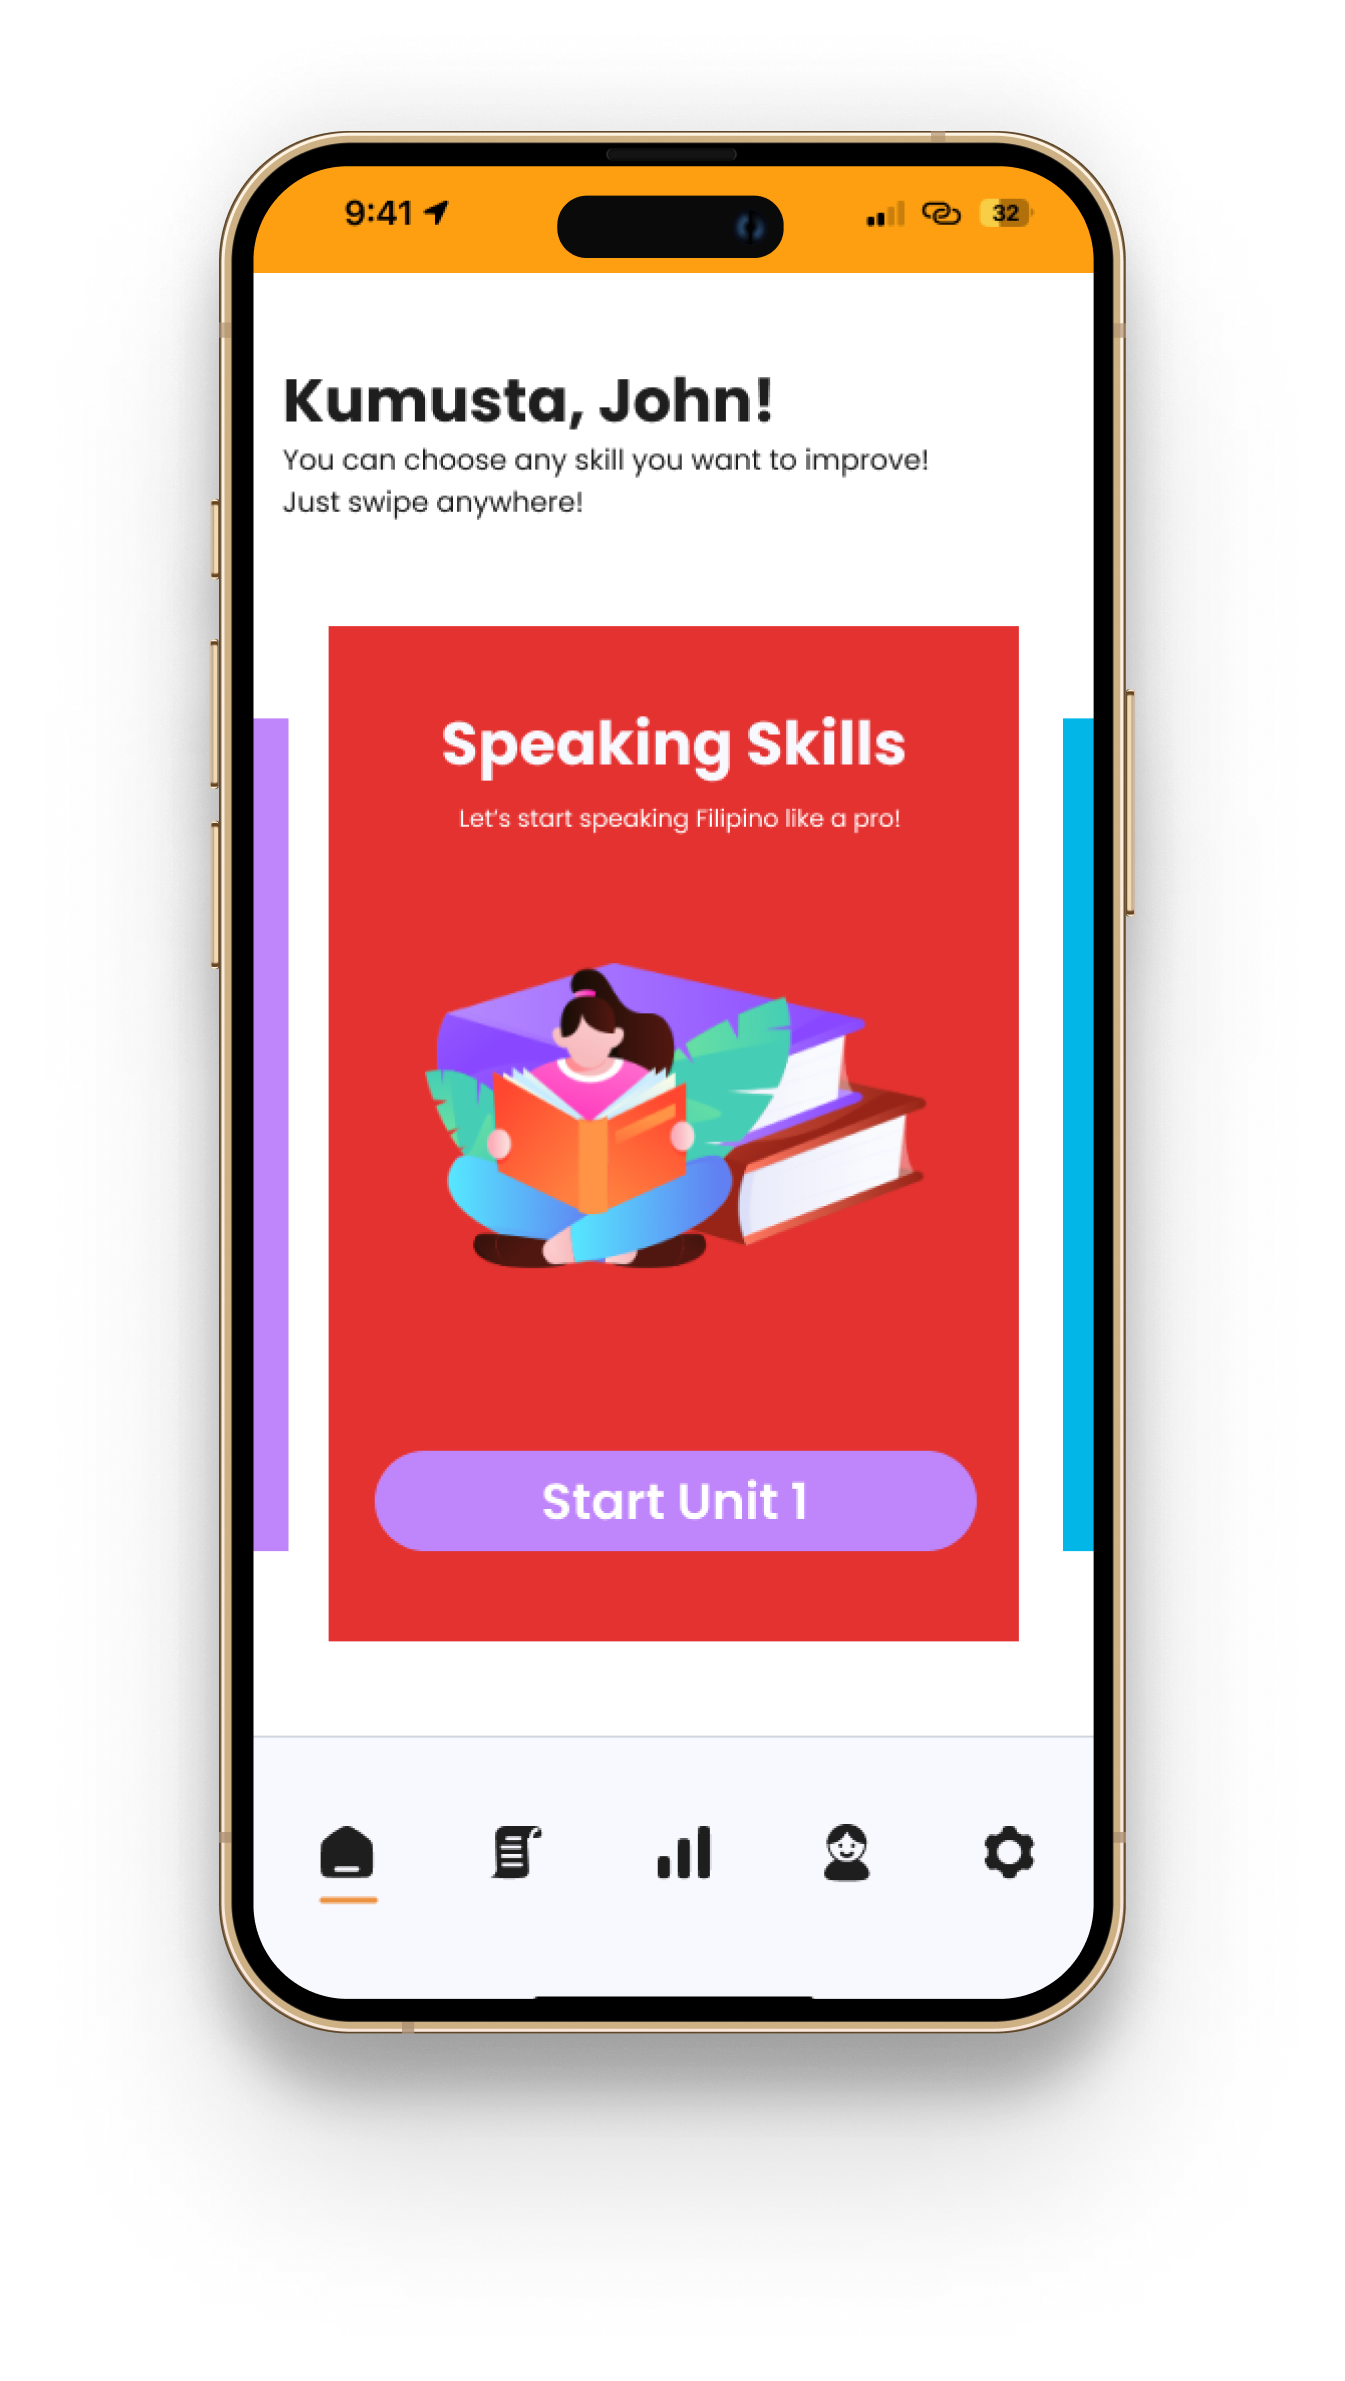 9:41
32
Kumusta, John!
You can choose any skill you want to improve!
Just swipe anywhere!
Speaking Skills
Let's start speaking Filipino like a pro!
Start Unit 1